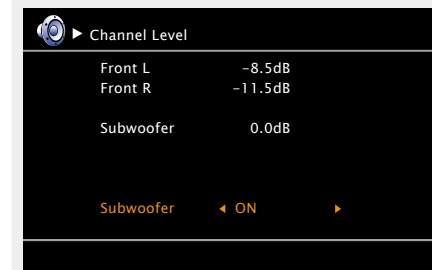 Channel Level
Front L -8.5dB
Front R -11.5dB
Subwoofer 0.0dB
Subwoofer ◀ ON ▶